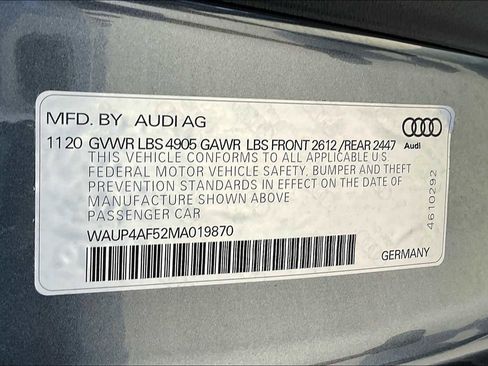 MFD. BY AUDI AG
1120 GVWR LBS 4905 GAWR LBS FRONT 2612 /REAR 2447
THIS VEHICLE CONFORMS TO ALL APPLICABLE U.S.
FEDERAL MOTOR VEHICLE SAFETY, BUMPER AND THEFT
PREVENTION STANDARDS IN EFFECT ON THE DATE OF
MANUFACTURE SHOWN ABOVE
PASSENGER CAR
WAUP4AF52MA019870
Audi
4610292
GERMANY